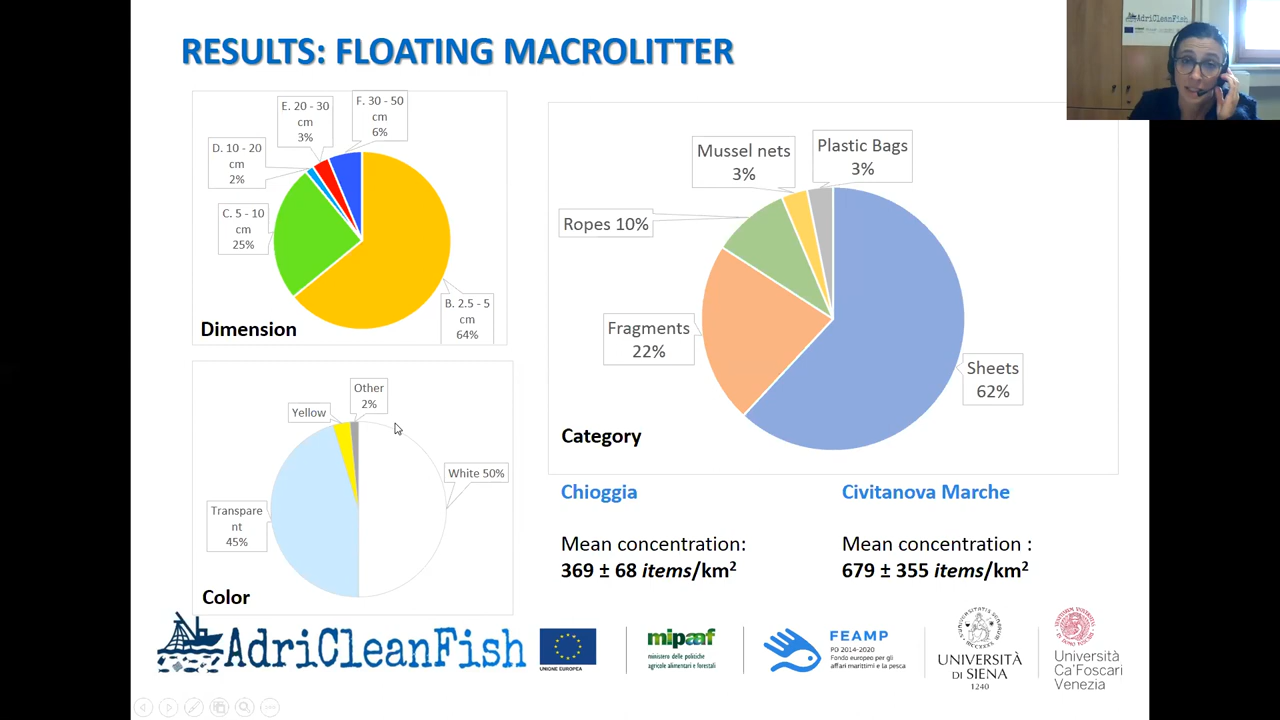 RESULTS: FLOATING MACROLITTER
AdriCleanFish
E. 20 - 30
cm
3%
F. 30 - 50
cm
6%
D. 10 - 20
cm
2%
C. 5 - 10
cm
25%
B. 2.5 - 5
cm
64%
Dimension
Mussel nets
3%
Plastic Bags
3%
Ropes 10%
Fragments
22%
Sheets
62%
Category
Other
2%
Yellow
White 50%
Transpare
nt
45%
Color
Chioggia
Mean concentration:
369 ± 68 items/km²
Civitanova Marche
Mean concentration :
679 ± 355 items/km²
AdriCleanFish
UNIONE EUROPEA
mipaaf
ministero delle politiche
agricole alimentari e forestali
FEAMP
PO 2014-2020
Fondo europeo per gli
affari marittimi e la pesca
UNIVERSITÀ
DI SIENA
1240
Università
Ca'Foscari
Venezia